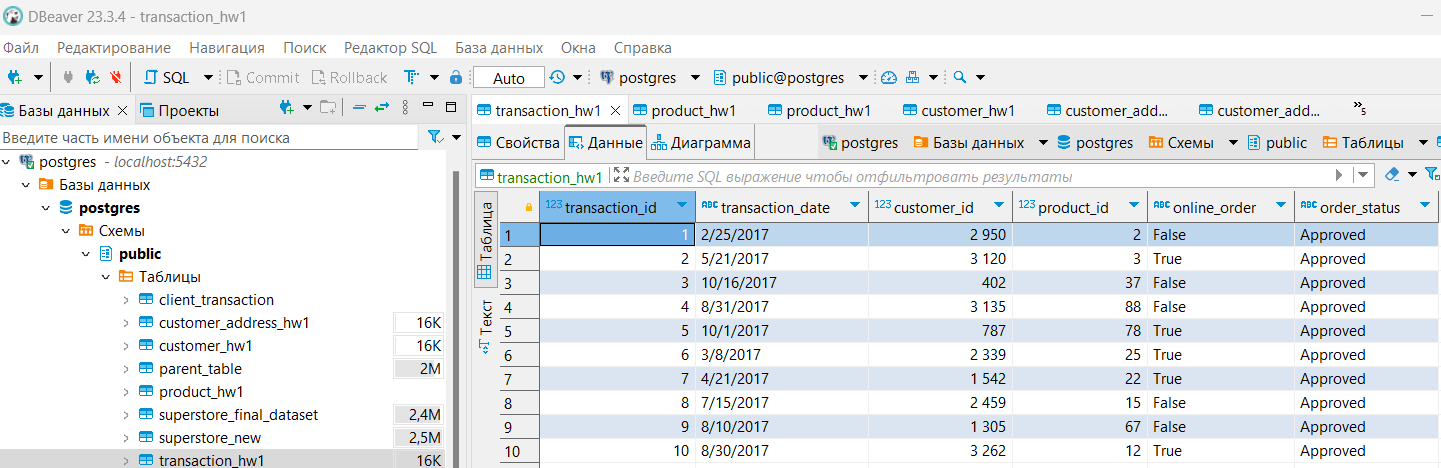 DBeaver 23.3.4 - transaction_hw1
Файл Редактирование Навигация Поиск Редактор SQL База данных Окна Справка
SQL Commit Rollback Auto postgres public@postgres
Базы данных Проекты
transaction_hw1 product_hw1 product_hw1 customer_hw1 customer_add... customer_add... »5
Введите часть имени объекта для поиска
Свойства Данные Диаграмма postgres Базы данных postgres Схемы public Таблицы
postgres - localhost:5432
Базы данных
postgres
Схемы
public
Таблицы
client_transaction
customer_address_hw1 16K
customer_hw1 16K
parent_table 2M
product_hw1
superstore_final_dataset 2,4M
superstore_new 2,5M
transaction_hw1 16K
transaction_hw1 Введите SQL выражение чтобы отфильтровать результаты
Таблица
Текст
123 transaction_id ABC transaction_date 123 customer_id 123 product_id ABC online_order ABC order_status
1 1 2/25/2017 2 950 2 False Approved
2 2 5/21/2017 3 120 3 True Approved
3 3 10/16/2017 402 37 False Approved
4 4 8/31/2017 3 135 88 False Approved
5 5 10/1/2017 787 78 True Approved
6 6 3/8/2017 2 339 25 True Approved
7 7 4/21/2017 1 542 22 True Approved
8 8 7/15/2017 2 459 15 False Approved
9 9 8/10/2017 1 305 67 False Approved
10 10 8/30/2017 3 262 12 True Approved